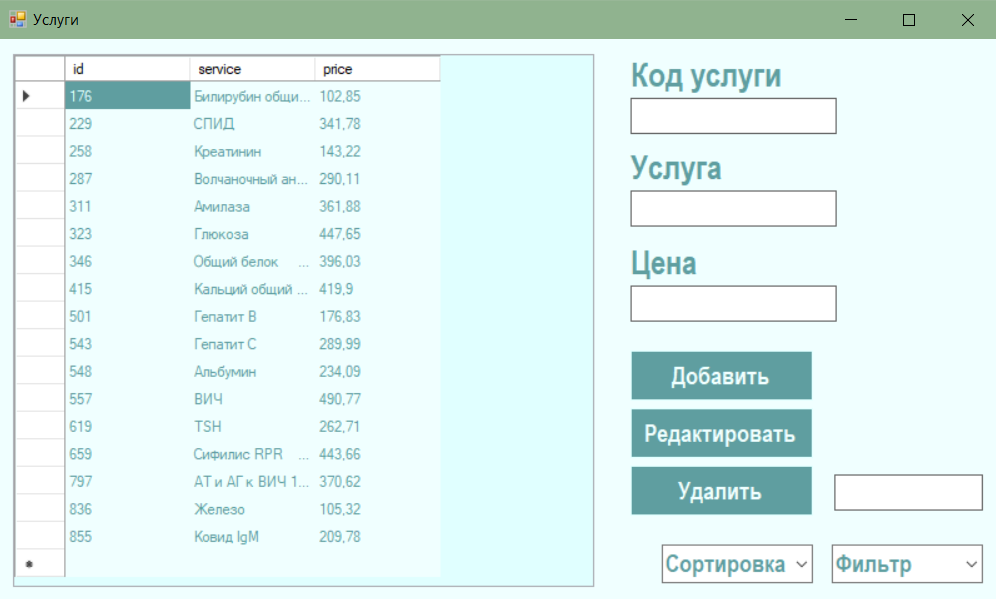 Услуги
id service price
176 Билирубин общи... 102,85
229 СПИД 341,78
258 Креатинин 143,22
287 Волчаночный ан... 290,11
311 Амилаза 361,88
323 Глюкоза 447,65
346 Общий белок ... 396,03
415 Кальций общий ... 419,9
501 Гепатит B 176,83
543 Гепатит C 289,99
548 Альбумин 234,09
557 ВИЧ 490,77
619 TSH 262,71
659 Сифилис RPR ... 443,66
797 АТ и АГ к ВИЧ 1... 370,62
836 Железо 105,32
855 Ковид IgM 209,78
Код услуги
Услуга
Цена
Добавить
Редактировать
Удалить
Сортировка
Фильтр